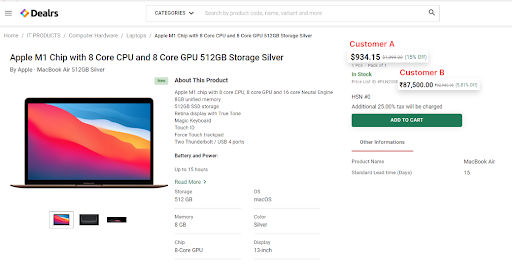 Dealrs
CATEGORIES
Search by product code, name, variant and more
Home / IT PRODUCTS / Computer Hardware / Laptops / Apple M1 Chip with 8 Core CPU and 8 Core GPU 512GB Storage Silver
Apple M1 Chip with 8 Core CPU and 8 Core GPU 512GB Storage Silver
By Apple · MacBook Air 512GB Silver
New
About This Product
Apple M1 chip with 8 core CPU, 8 core GPU and 16 core Neural Engine
8GB unified memory
512GB SSD storage
Retina display with True Tone
Magic Keyboard
Touch ID
Force Touch trackpad
Two Thunderbolt / USB 4 ports
Battery and Power:
Up to 15 hours
Read More
Storage
512 GB
OS
macOS
Memory
8 GB
Color
Silver
Chip
8-Core GPU
Display
13-inch
Customer A
$934.15 $1,099.00 (15% Off)
1 Pcs - Pack of 1
In Stock
Price List ID
Customer B
₹87,500.00 (5.81% Off)
HSN #0
Additional 25.00% tax will be charged
ADD TO CART
Other Informations
Product Name
MacBook Air
Standard Lead time (Days)
15